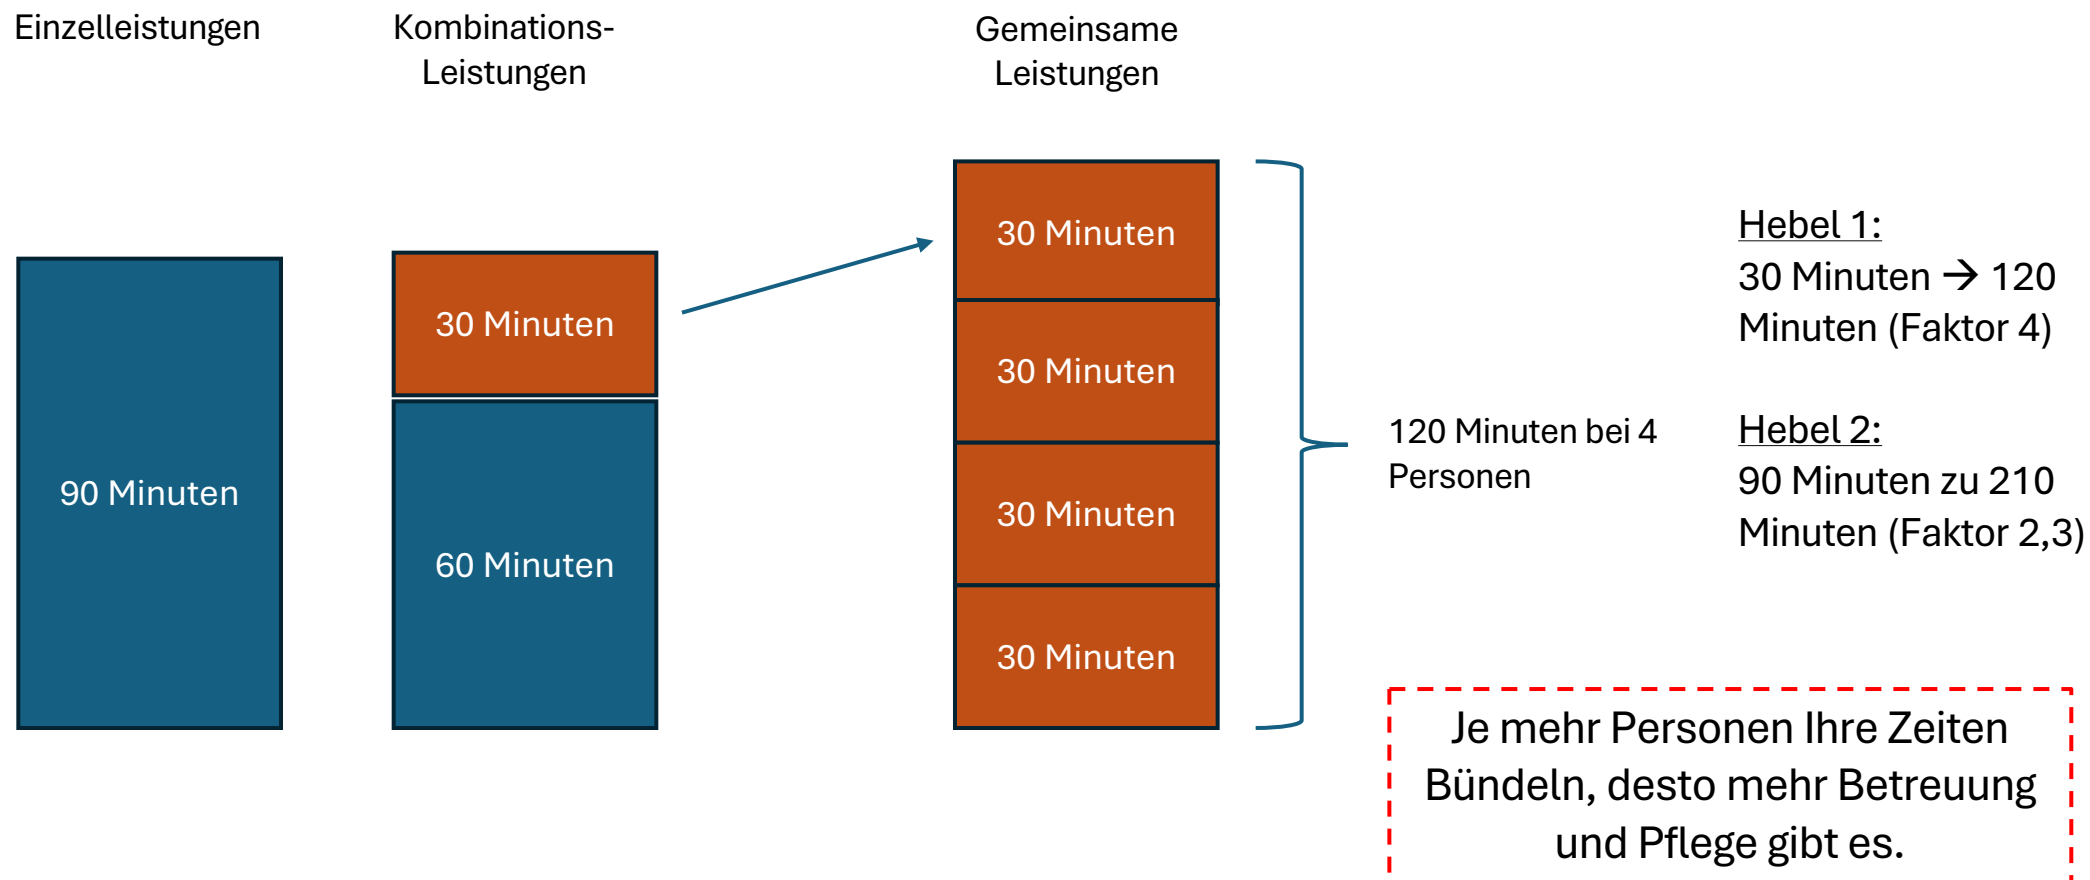 Einzelleistungen
Kombinations-
Leistungen
Gemeinsame
Leistungen
90 Minuten
30 Minuten
60 Minuten
30 Minuten
30 Minuten
30 Minuten
30 Minuten
120 Minuten bei 4
Personen
Hebel 1:
30 Minuten → 120
Minuten (Faktor 4)
Hebel 2:
90 Minuten zu 210
Minuten (Faktor 2,3)
Je mehr Personen Ihre Zeiten
Bündeln, desto mehr Betreuung
und Pflege gibt es.